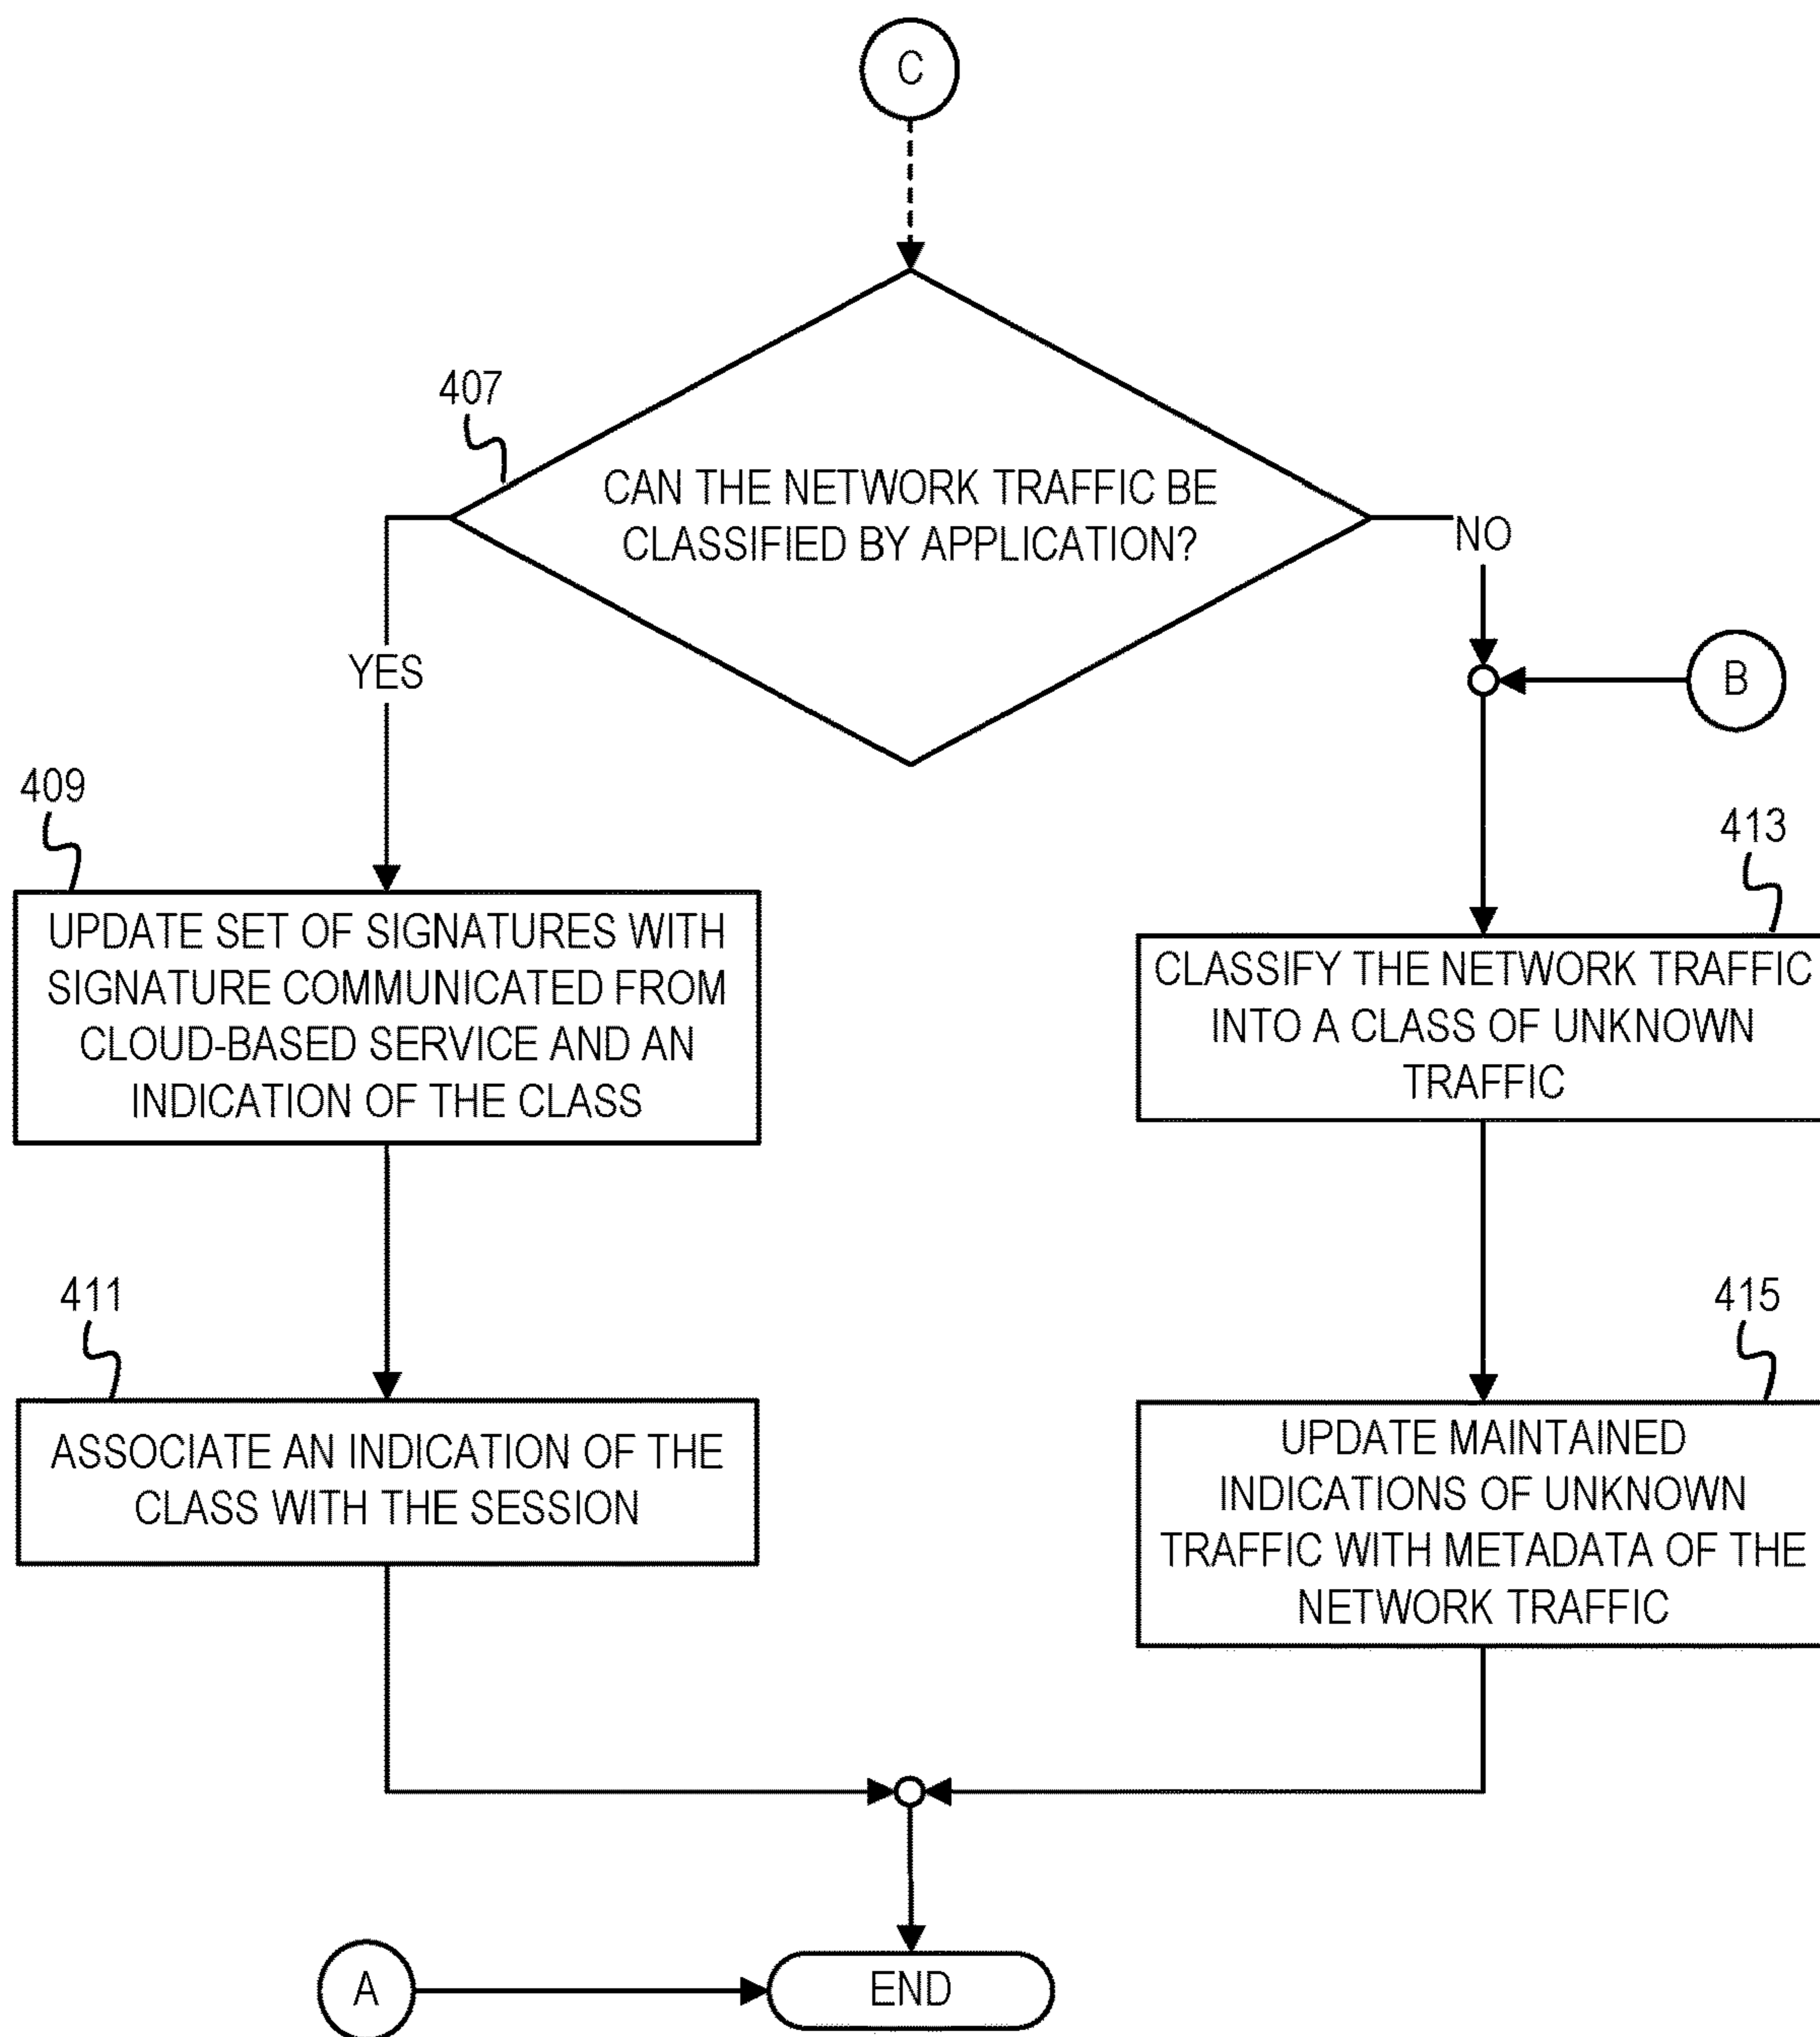 C
407
CAN THE NETWORK TRAFFIC BE
CLASSIFIED BY APPLICATION?
NO
YES
B
409
UPDATE SET OF SIGNATURES WITH
SIGNATURE COMMUNICATED FROM
CLOUD-BASED SERVICE AND AN
INDICATION OF THE CLASS
413
CLASSIFY THE NETWORK TRAFFIC
INTO A CLASS OF UNKNOWN
TRAFFIC
411
ASSOCIATE AN INDICATION OF THE
CLASS WITH THE SESSION
415
UPDATE MAINTAINED
INDICATIONS OF UNKNOWN
TRAFFIC WITH METADATA OF THE
NETWORK TRAFFIC
A
END